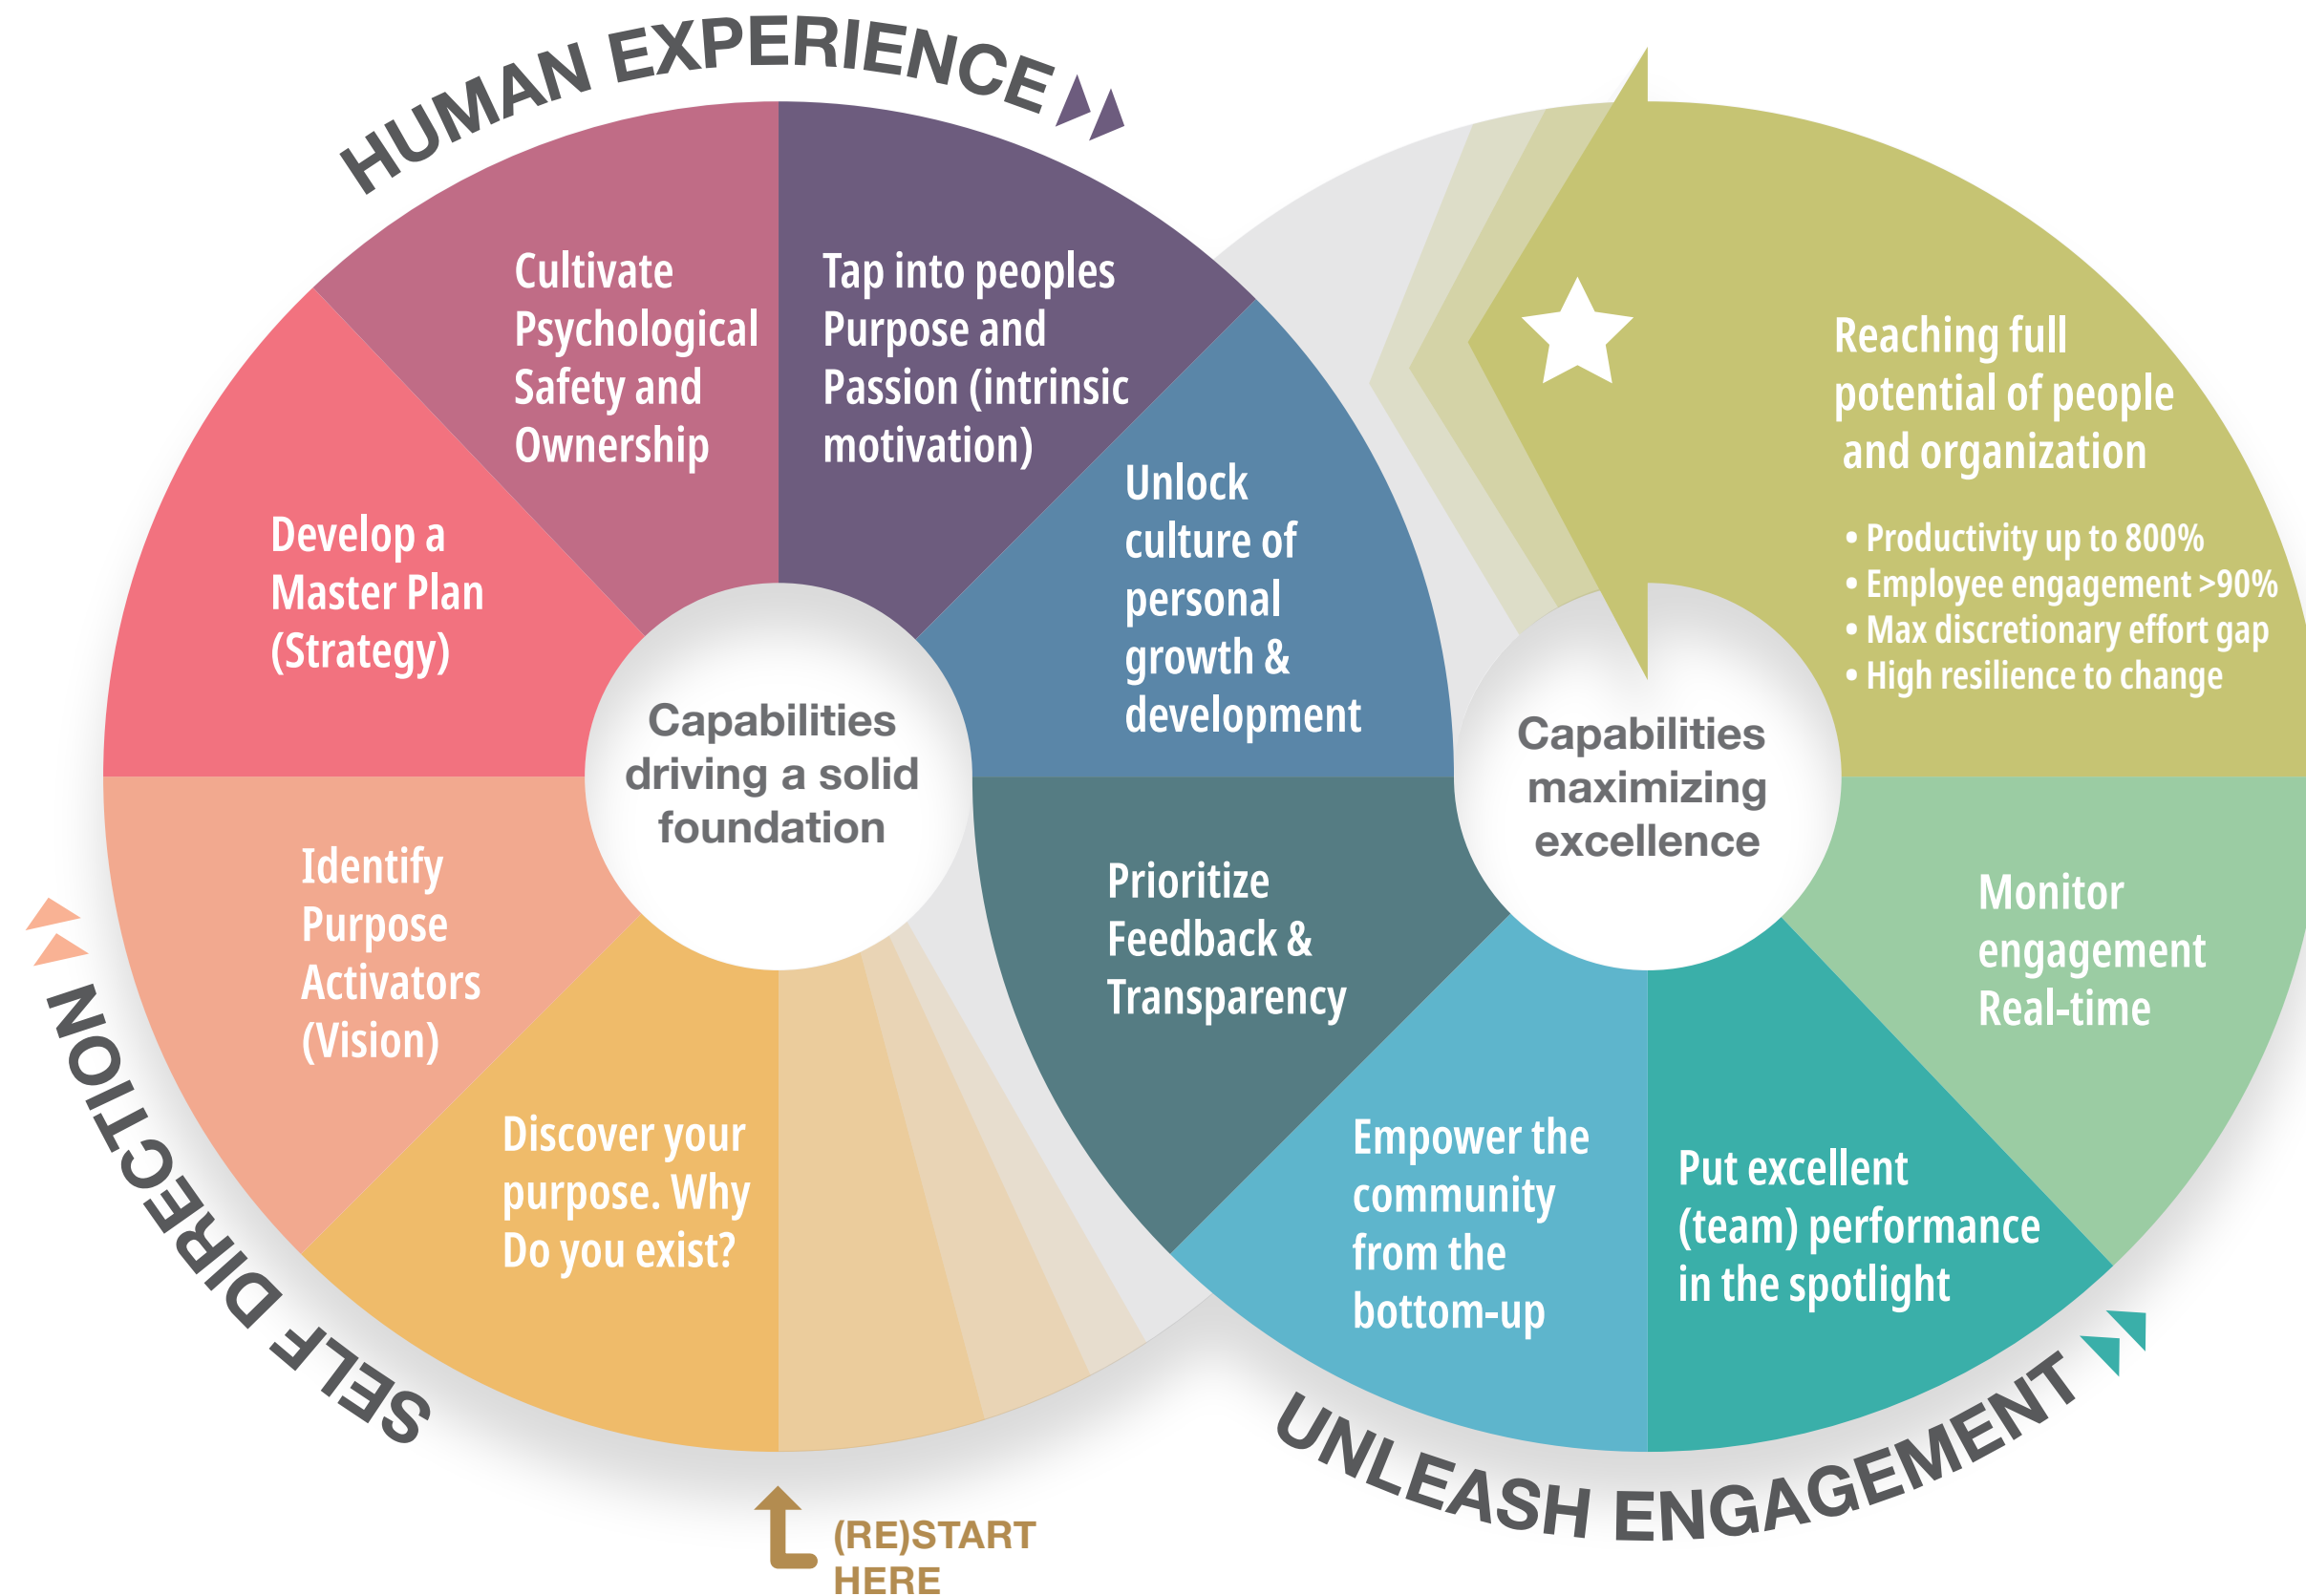 HUMAN EXPERIENCE
Cultivate
Psychological
Safety and
Ownership
Tap into peoples
Purpose and
Passion (intrinsic
motivation)
Unlock
culture of
personal
growth &
development
Develop a
Master Plan
(Strategy)
Capabilities
driving a solid
foundation
Identify
Purpose
Activators
(Vision)
Discover your
purpose. Why
Do you exist?
SELF DIRECTION
(RE)START
HERE
Reaching full
potential of people
and organization
• Productivity up to 800%
• Employee engagement >90%
• Max discretionary effort gap
• High resilience to change
Capabilities
maximizing
excellence
Prioritize
Feedback &
Transparency
Empower the
community
from the
bottom-up
Put excellent
(team) performance
in the spotlight
Monitor
engagement
Real-time
UNLEASH ENGAGEMENT